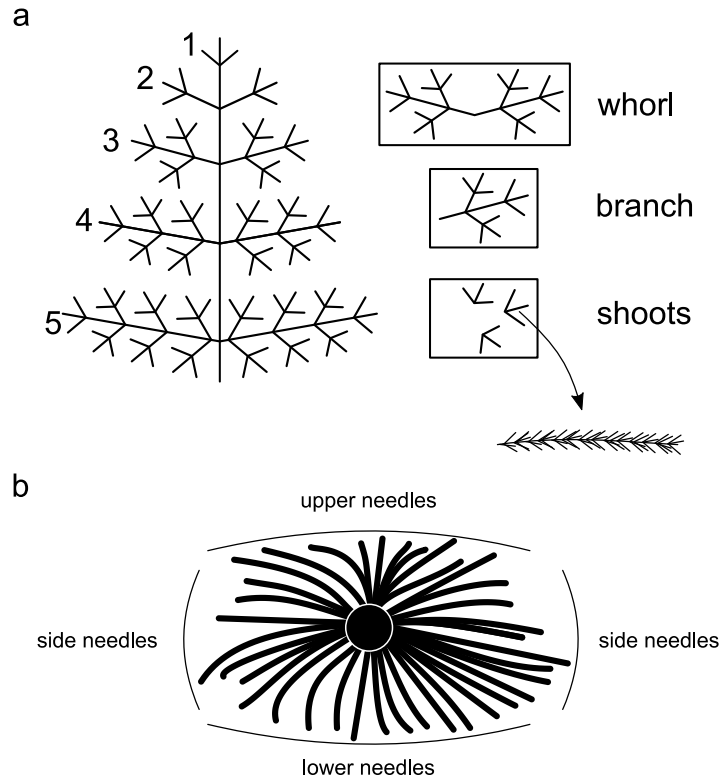 a
1
2
3
4
5
whorl
branch
shoots
b
upper needles
side needles
side needles
lower needles